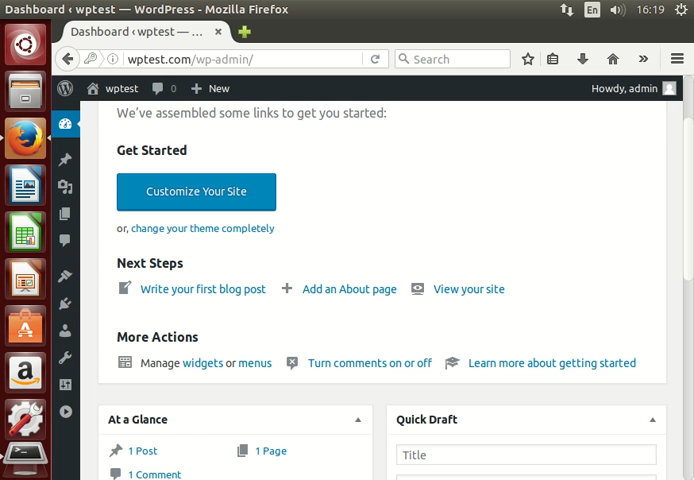 Dashboard ‹ wptest — WordPress - Mozilla Firefox
En
16:19
Dashboard ‹ wptest — ...
wptest.com/wp-admin/
Search
wptest
0
New
Howdy, admin
We've assembled some links to get you started:
Get Started
Customize Your Site
or, change your theme completely
Next Steps
Write your first blog post
Add an About page
View your site
More Actions
Manage widgets or menus
Turn comments on or off
Learn more about getting started
At a Glance
Quick Draft
1 Post
1 Page
Title
1 Comment